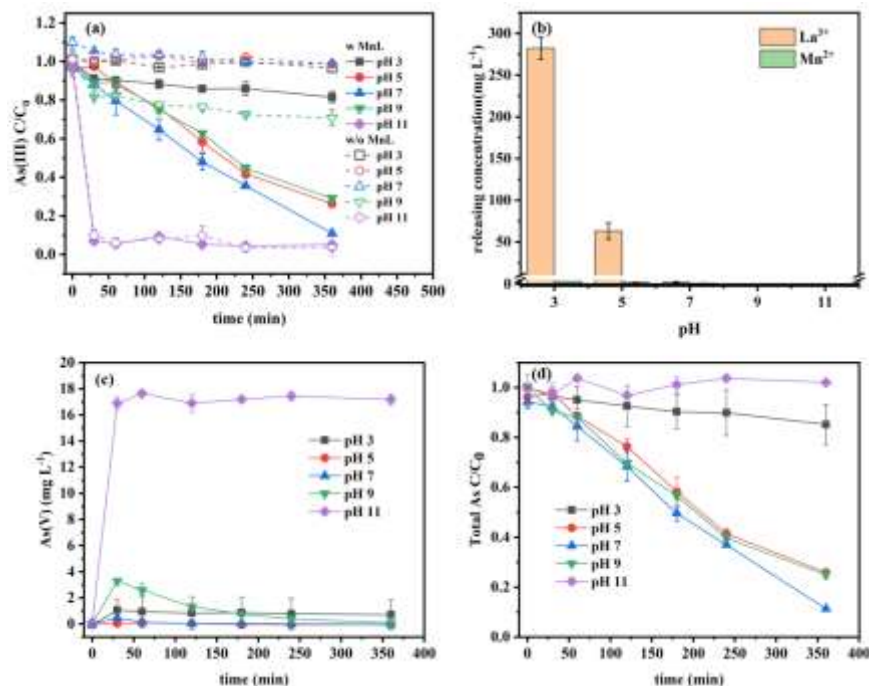 (a)
w MnL
pH 3
pH 5
pH 7
pH 9
pH 11
w/o MnL
pH 3
pH 5
pH 7
pH 9
pH 11
As(III) C/C₀
1.2
1.0
0.8
0.6
0.4
0.2
0.0
0 50 100 150 200 250 300 350 400 450 500
time (min)
(b)
La³⁺
Mn²⁺
releasing concentration(mg L⁻¹)
300
250
200
150
100
50
0
3 5 7 9 11
pH
(c)
As(V) (mg L⁻¹)
20
18
16
14
12
10
8
6
4
2
0
pH 3
pH 5
pH 7
pH 9
pH 11
0 50 100 150 200 250 300 350 400
time (min)
(d)
Total As C/C₀
1.0
0.8
0.6
0.4
0.2
0.0
pH 3
pH 5
pH 7
pH 9
pH 11
0 50 100 150 200 250 300 350 400
time (min)